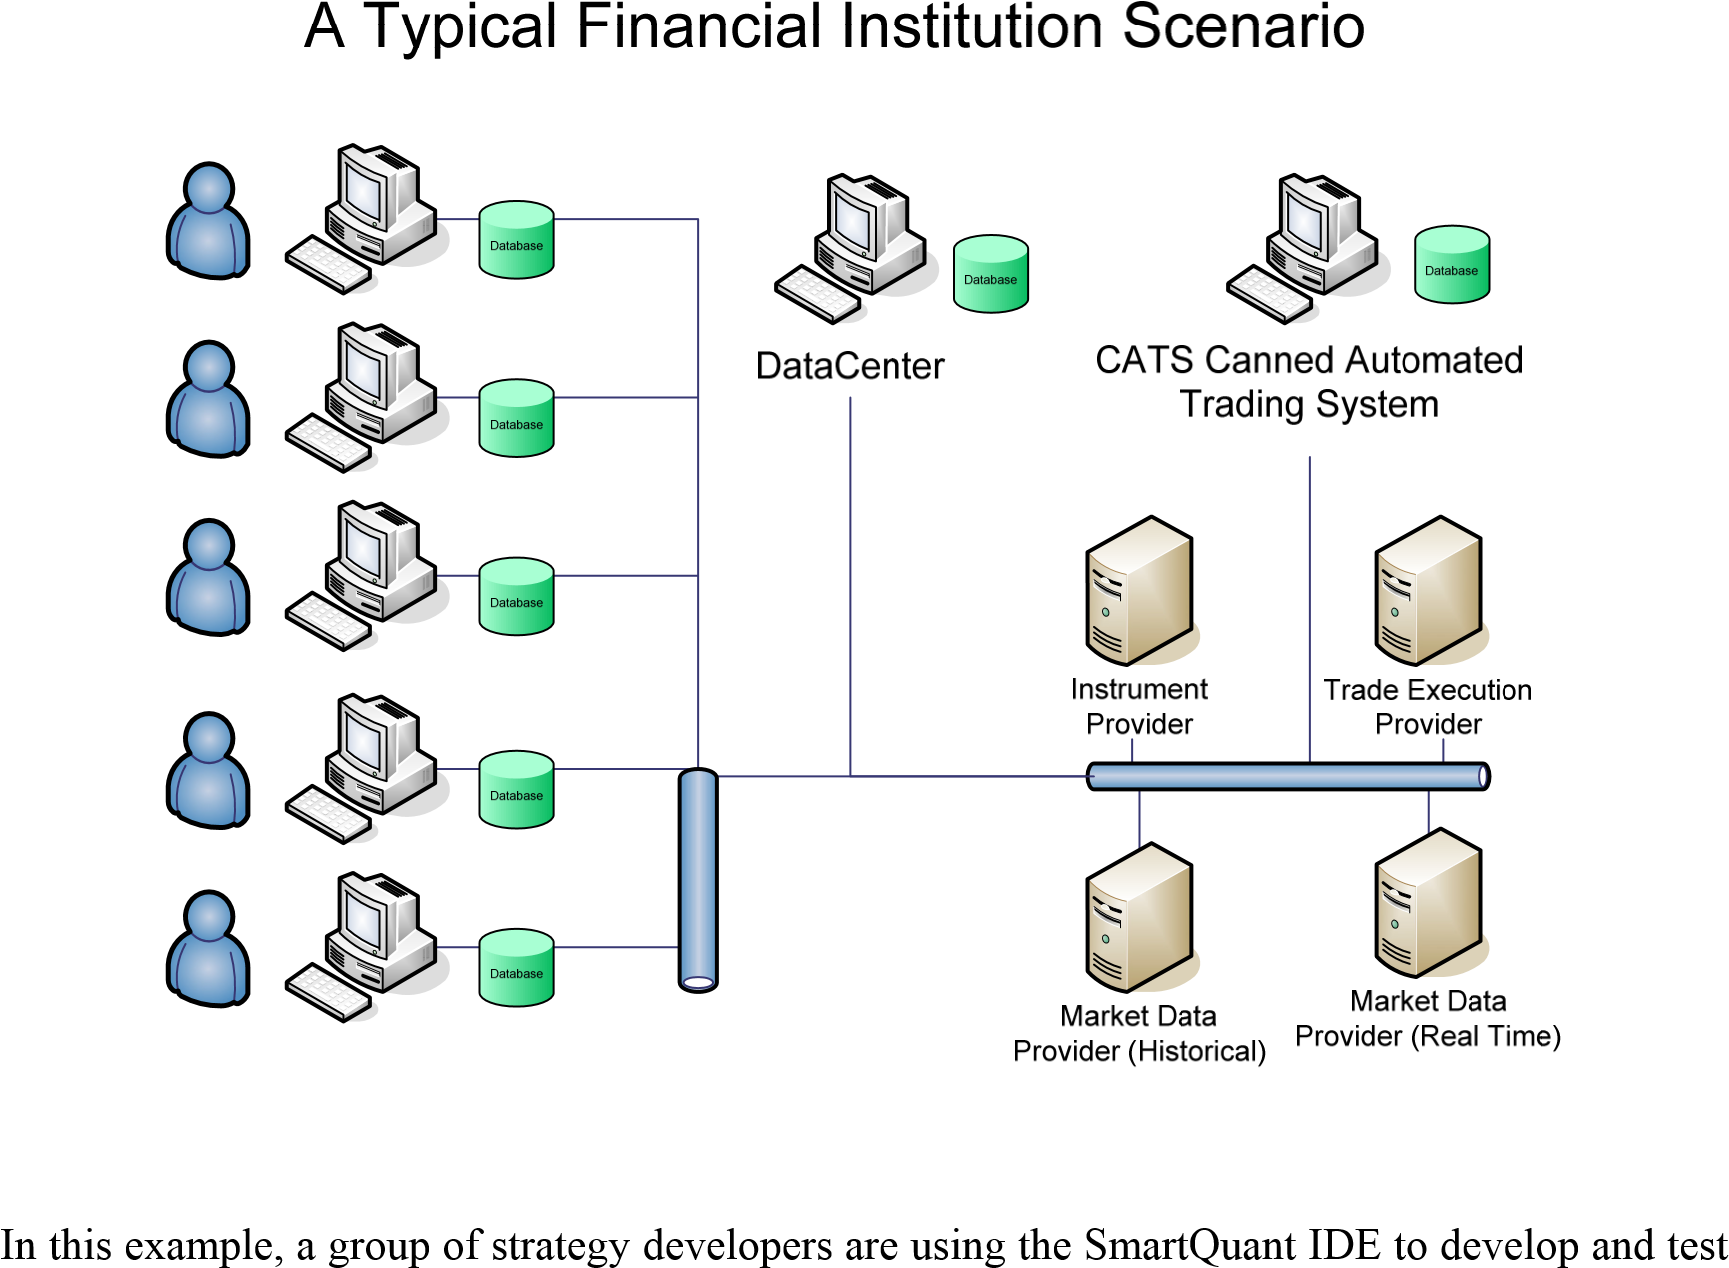 A Typical Financial Institution Scenario
Database
Database
DataCenter
Database
CATS Canned Automated
Trading System
Database
Database
Instrument
Provider
Trade Execution
Provider
Database
Database
Market Data
Provider (Historical)
Market Data
Provider (Real Time)
In this example, a group of strategy developers are using the SmartQuant IDE to develop and test